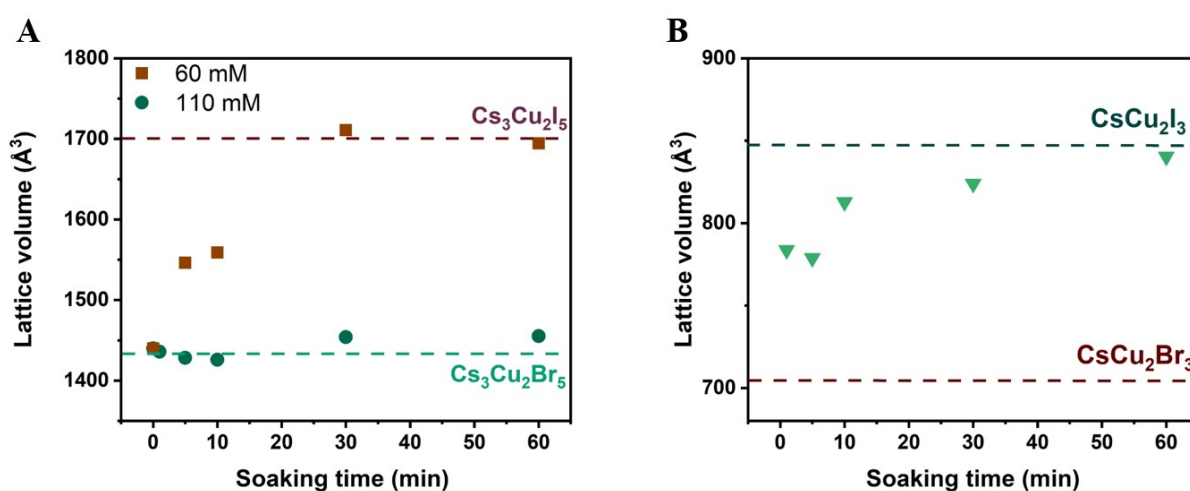 A
Lattice volume (Å³)
1800
1700
1600
1500
1400
60 mM
110 mM
Cs₃Cu₂I₅
Cs₃Cu₂Br₅
0 10 20 30 40 50 60
Soaking time (min)
B
Lattice volume (Å³)
900
800
700
CsCu₂I₃
CsCu₂Br₃
0 10 20 30 40 50 60
Soaking time (min)